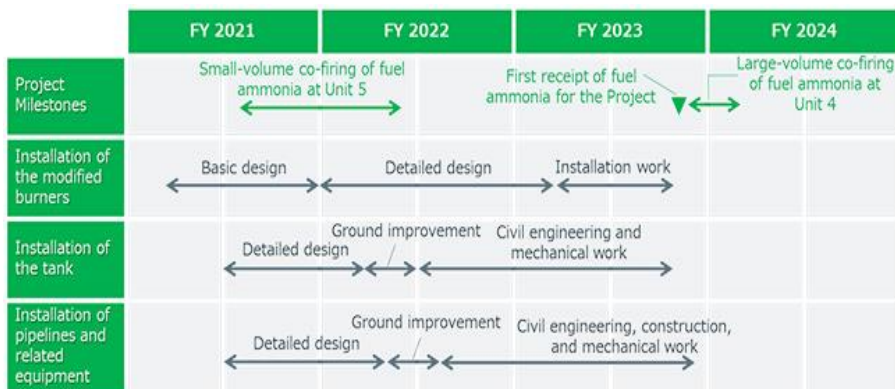 FY 2021
FY 2022
FY 2023
FY 2024
Project
Milestones
Small-volume co-firing of fuel
ammonia at Unit 5
First receipt of fuel
ammonia for the Project
Large-volume co-firing
of fuel ammonia at
Unit 4
Installation of
the modified
burners
Basic design
Detailed design
Installation work
Installation of
the tank
Detailed design
Ground improvement
Civil engineering and
mechanical work
Installation of
pipelines and
related
equipment
Detailed design
Ground improvement
Civil engineering, construction,
and mechanical work